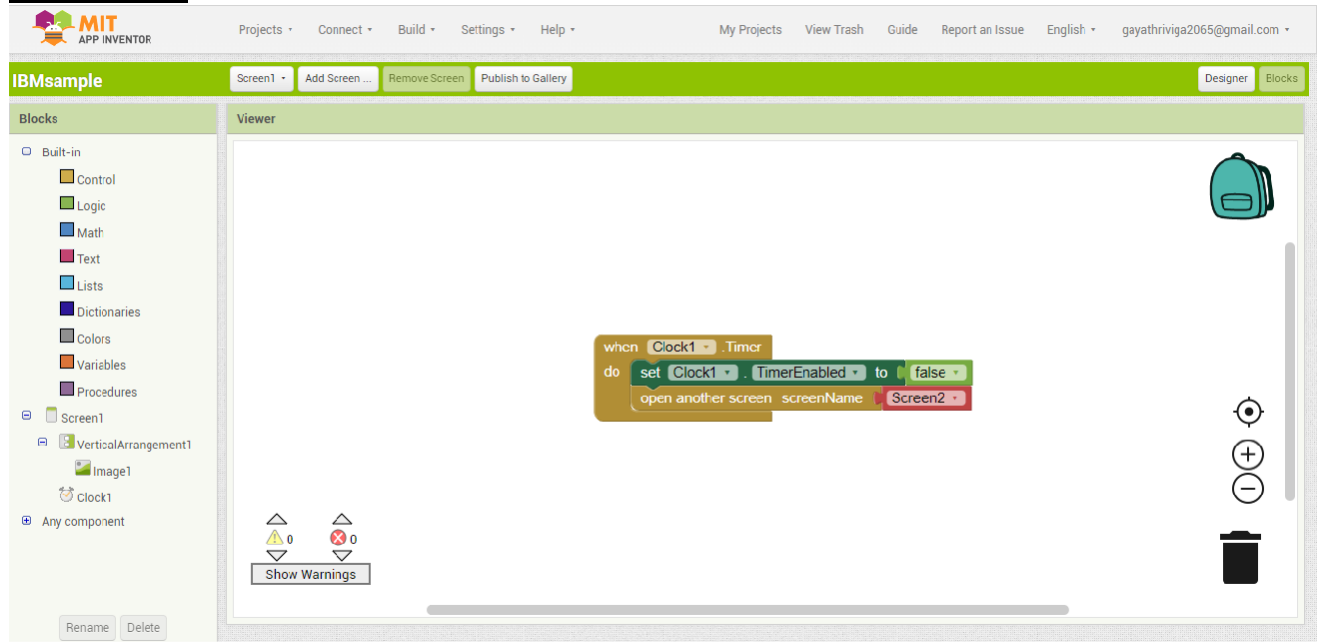 MIT
APP INVENTOR
Projects Connect Build Settings Help My Projects View Trash Guide Report an Issue English gayathriviga2065@gmail.com
IBMsample Screen1 Add Screen ... Remove Screen Publish to Gallery Designer Blocks
Blocks Viewer
Built-in
Control
Logic
Math
Text
Lists
Dictionaries
Colors
Variables
Procedures
Screen1
VerticalArrangement1
Image1
Clock1
Any component
when Clock1 .Timer
do set Clock1 . TimerEnabled to false
open another screen screenName Screen2
0 0
Show Warnings
Rename Delete